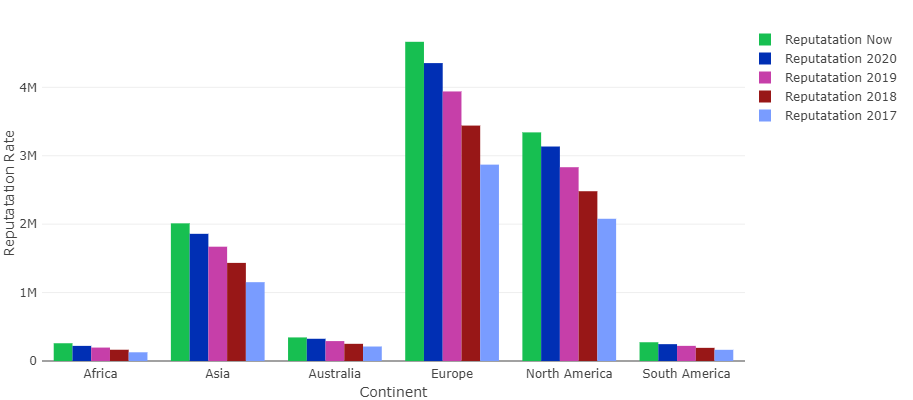 Reputatation Now
Reputatation 2020
Reputatation 2019
Reputatation 2018
Reputatation 2017
Reputatation Rate
4M
3M
2M
1M
0
Africa Asia Australia Europe North America South America
Continent